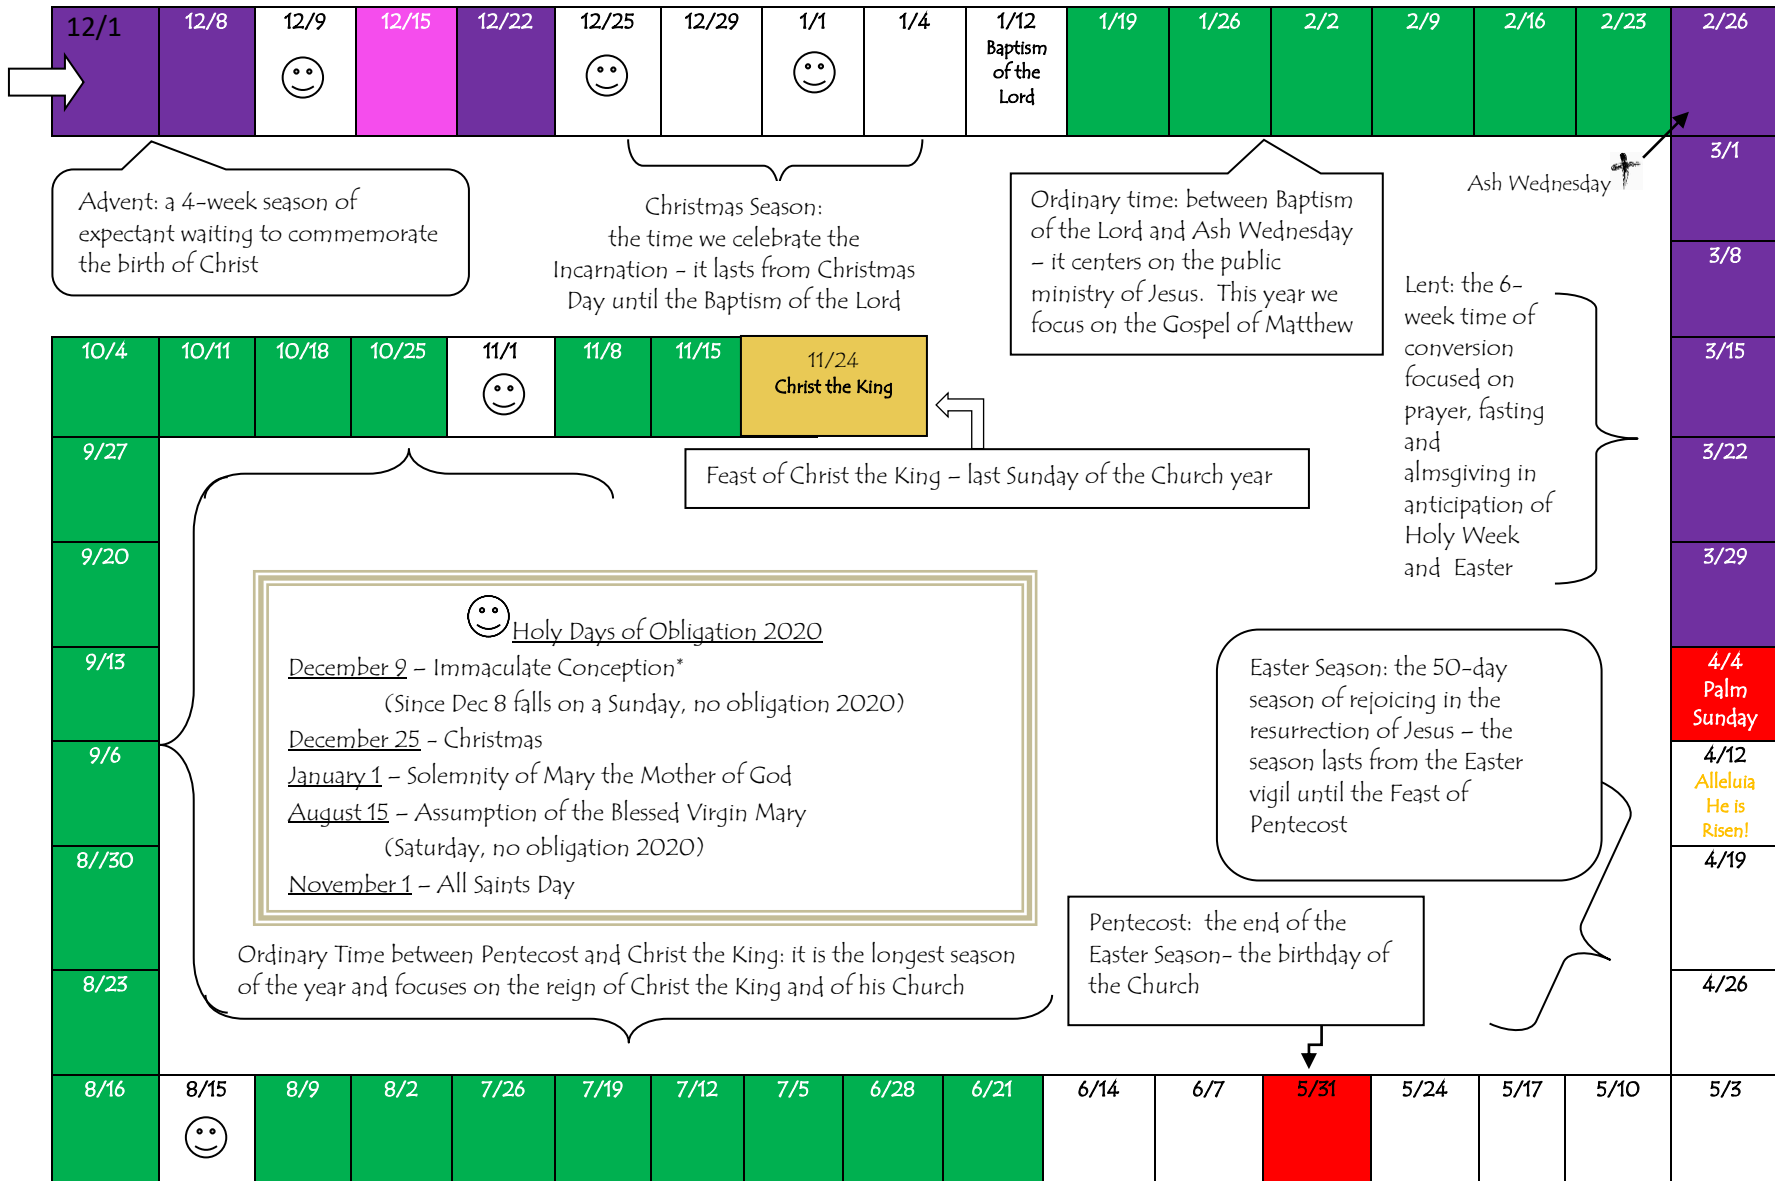 12/1 12/8 12/9 12/15 12/22 12/25 12/29 1/1 1/4 1/12 1/19 1/26 2/2 2/9 2/16 2/23 2/26
Baptism
of the
Lord
Advent: a 4-week season of
expectant waiting to commemorate
the birth of Christ
Christmas Season:
the time we celebrate the
Incarnation - it lasts from Christmas
Day until the Baptism of the Lord
Ordinary time: between Baptism
of the Lord and Ash Wednesday
– it centers on the public
ministry of Jesus.  This year we
focus on the Gospel of Matthew
Ash Wednesday
3/1
3/8
3/15
3/22
3/29
4/4
Palm
Sunday
4/12
Alleluia
He is
Risen!
4/19
4/26
Lent: the 6-
week time of
conversion
focused on
prayer, fasting
and
almsgiving in
anticipation of
Holy Week
and  Easter
10/4 10/11 10/18 10/25 11/1 11/8 11/15 11/24
Christ the King
Feast of Christ the King – last Sunday of the Church year
9/27
9/20
9/13
9/6
8//30
8/23
Holy Days of Obligation 2020
December 9 – Immaculate Conception*
(Since Dec 8 falls on a Sunday, no obligation 2020)
December 25 - Christmas
January 1 – Solemnity of Mary the Mother of God
August 15 – Assumption of the Blessed Virgin Mary
(Saturday, no obligation 2020)
November 1 – All Saints Day
Easter Season: the 50-day
season of rejoicing in the
resurrection of Jesus – the
season lasts from the Easter
vigil until the Feast of
Pentecost
Ordinary Time between Pentecost and Christ the King: it is the longest season
of the year and focuses on the reign of Christ the King and of his Church
Pentecost:  the end of the
Easter Season- the birthday of
the Church
8/16 8/15 8/9 8/2 7/26 7/19 7/12 7/5 6/28 6/21 6/14 6/7 5/31 5/24 5/17 5/10 5/3